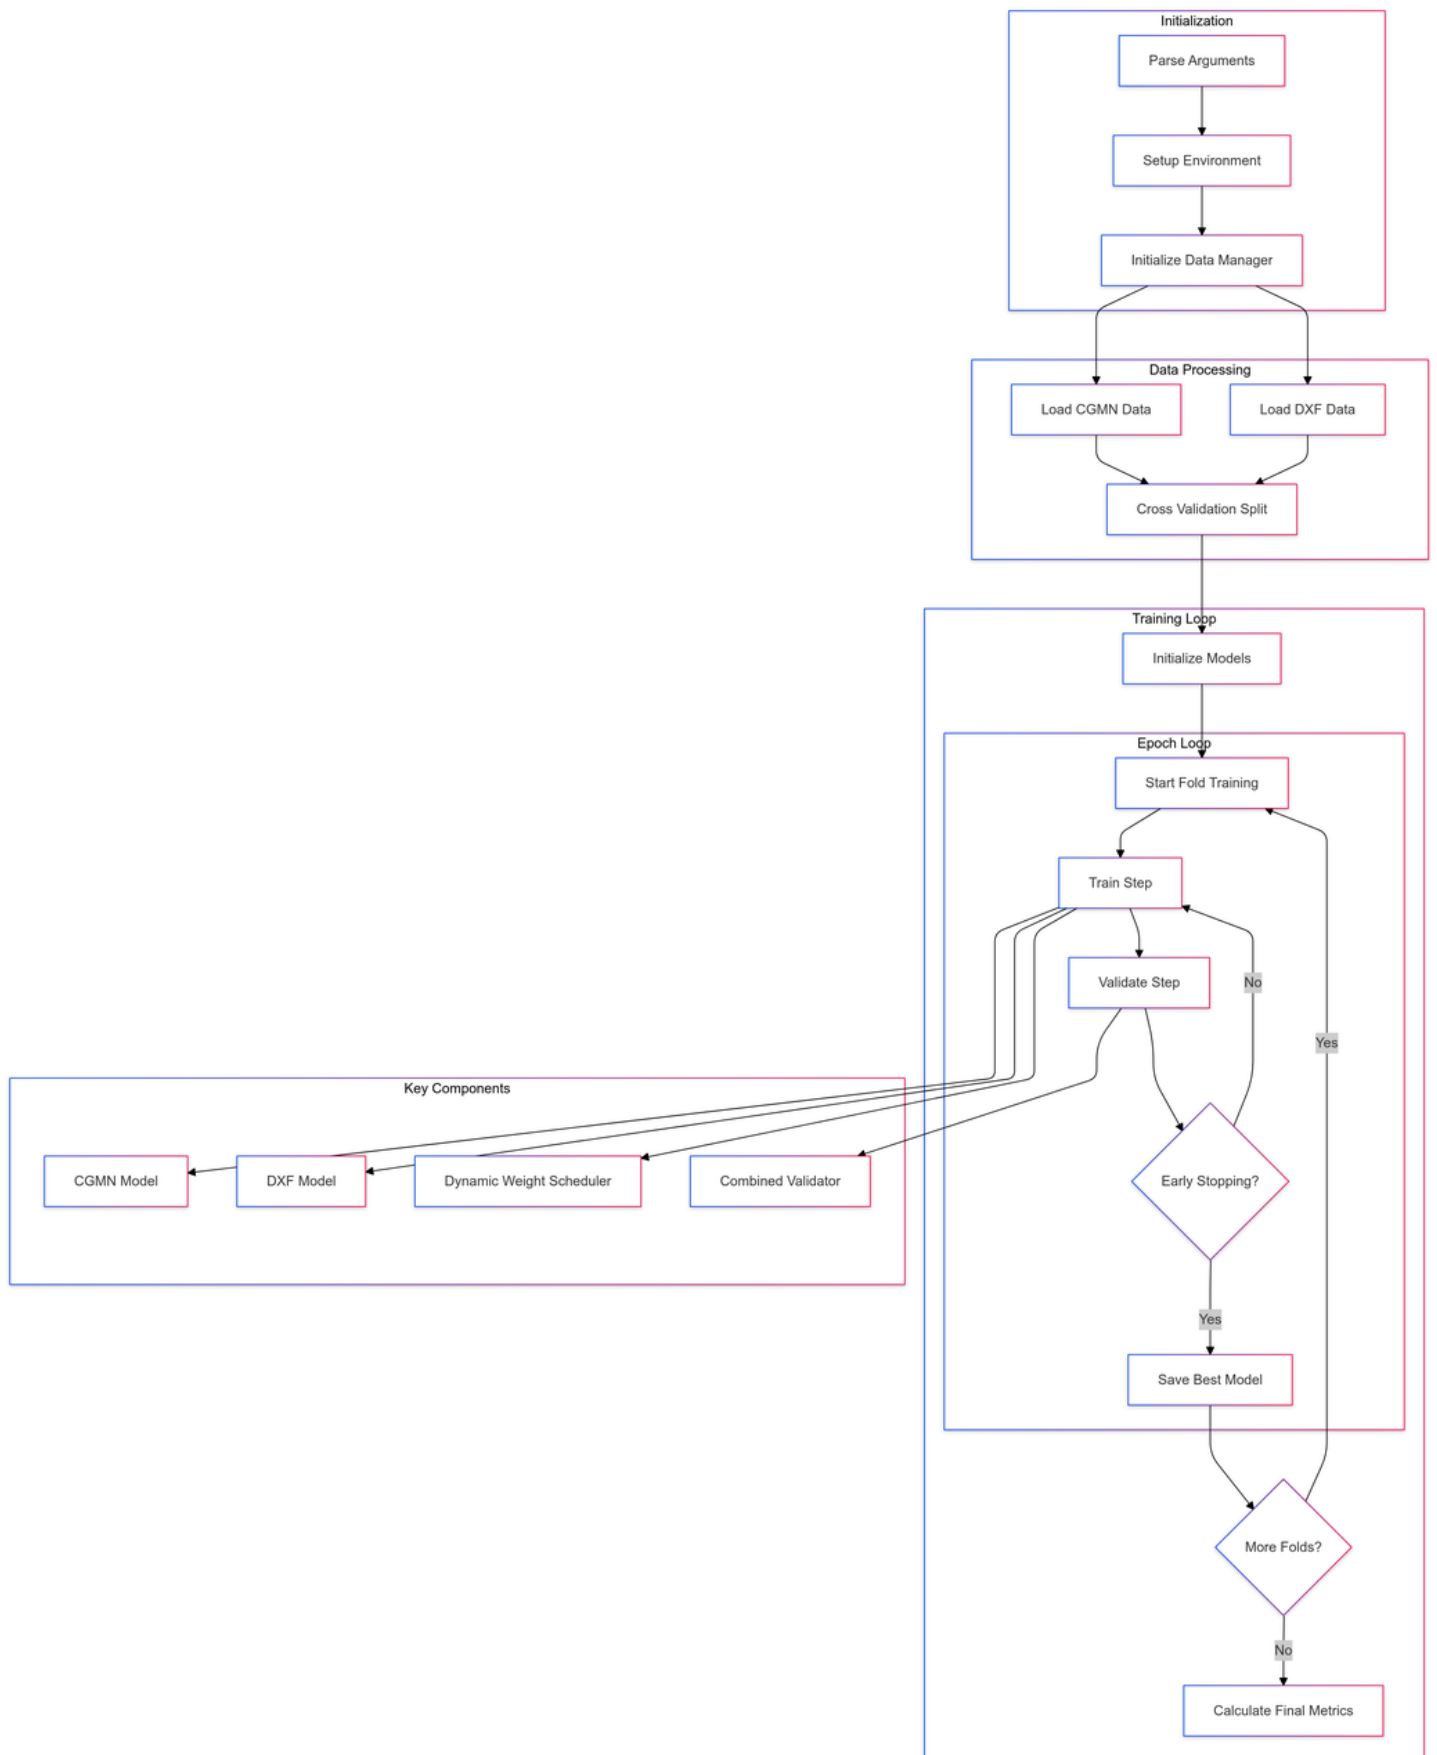 Initialization
Parse Arguments
Setup Environment
Initialize Data Manager
Data Processing
Load CGMN Data
Load DXF Data
Cross Validation Split
Training Loop
Initialize Models
Epoch Loop
Start Fold Training
Train Step
Validate Step
No
Yes
Key Components
CGMN Model
DXF Model
Dynamic Weight Scheduler
Combined Validator
Early Stopping?
Yes
Save Best Model
More Folds?
No
Calculate Final Metrics